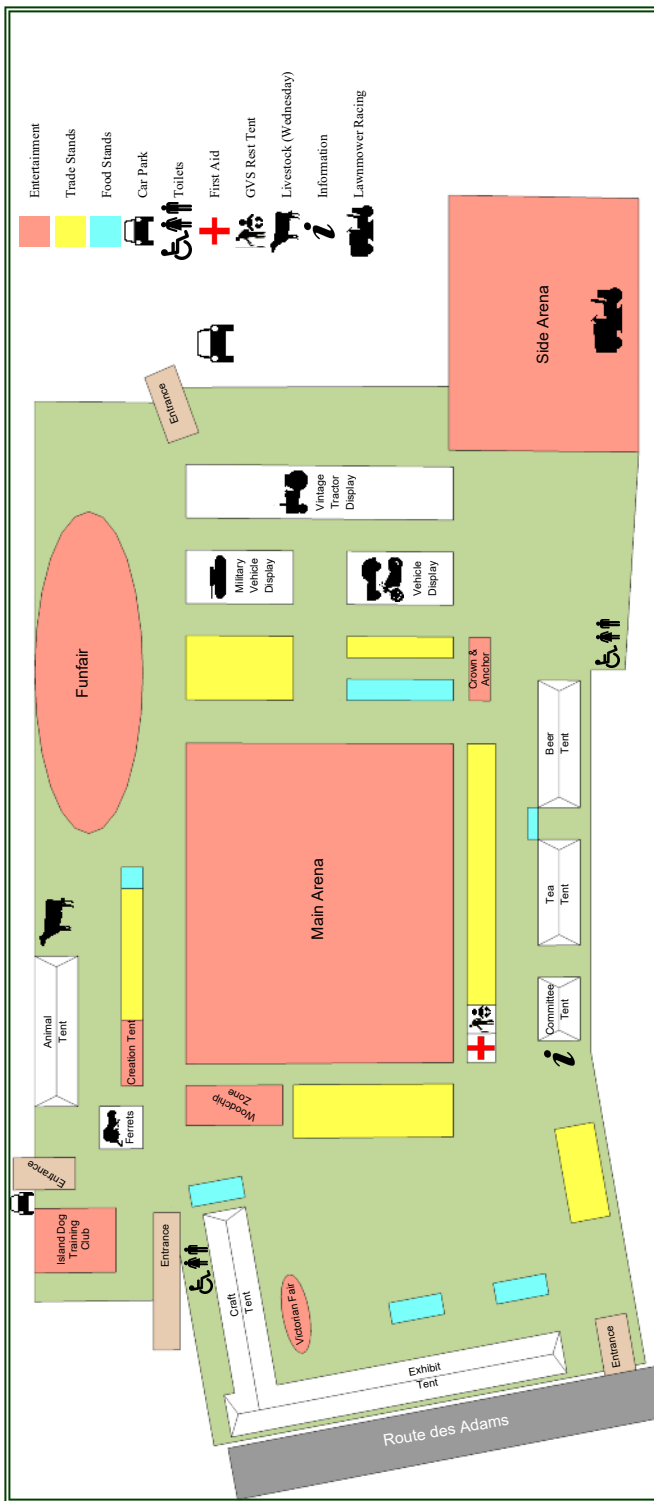 Entertainment
Trade Stands
Food Stands
Car Park
Toilets
First Aid
GVS Rest Tent
Livestock (Wednesday)
i
Information
Lawnmower Racing
Side Arena
Entrance
Vintage
Tractor
Display
Military
Vehicle
Display
Vehicle
Display
Funfair
Crown &
Anchor
Beer
Tent
Main Arena
Tea
Tent
Animal
Tent
Creation Tent
Committee
Tent
i
Ferrets
Woodchip
Zone
Entrance
Island Dog
Training
Club
Entrance
Craft
Tent
Victorian Fair
Exhibit
Tent
Entrance
Route des Adams